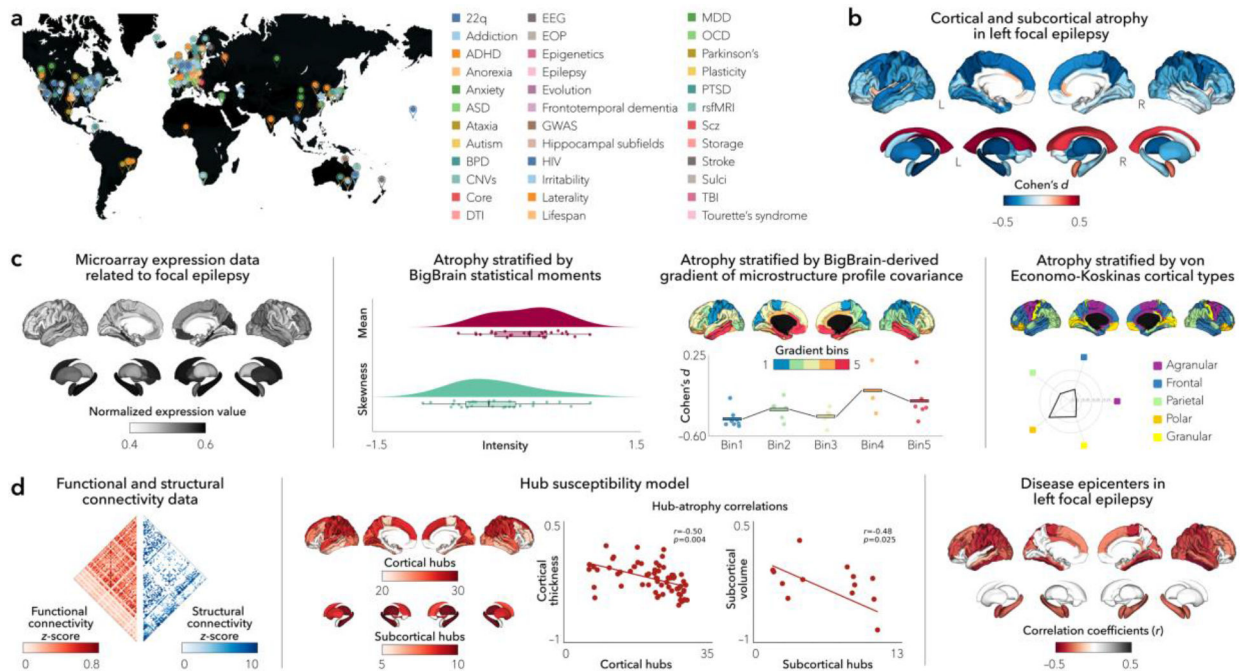 a
22q
Addiction
ADHD
Anorexia
Anxiety
ASD
Ataxia
Autism
BPD
CNVs
Core
DTI
EEG
EOP
Epigenetics
Epilepsy
Evolution
Frontotemporal dementia
GWAS
Hippocampal subfields
HIV
Irritability
Laterality
Lifespan
MDD
OCD
Parkinson's
Plasticity
PTSD
rsfMRI
Scz
Storage
Stroke
Sulci
TBI
Tourette's syndrome
b
Cortical and subcortical atrophy
in left focal epilepsy
L
R
L
R
Cohen's d
−0.5
0.5
c
Microarray expression data
related to focal epilepsy
Normalized expression value
0.4
0.6
Atrophy stratified by
BigBrain statistical moments
Mean
Skewness
−1.5
Intensity
1.5
Atrophy stratified by BigBrain-derived
gradient of microstructure profile covariance
Gradient bins
1
5
0.25
Cohen's d
−0.60
Bin1
Bin2
Bin3
Bin4
Bin5
Atrophy stratified by von
Economo-Koskinas cortical types
Agranular
Frontal
Parietal
Polar
Granular
d
Functional and structural
connectivity data
Functional
connectivity
z-score
0
0.8
Structural
connectivity
z-score
0
10
Hub susceptibility model
Cortical hubs
20
30
Subcortical hubs
5
10
Hub-atrophy correlations
0.5
Cortical
thickness
−1
r=-0.50
p=0.004
Cortical hubs
35
0.5
Subcortical
volume
−1
r=-0.48
p=0.025
Subcortical hubs
13
Disease epicenters in
left focal epilepsy
Correlation coefficients (r)
−0.5
0.5